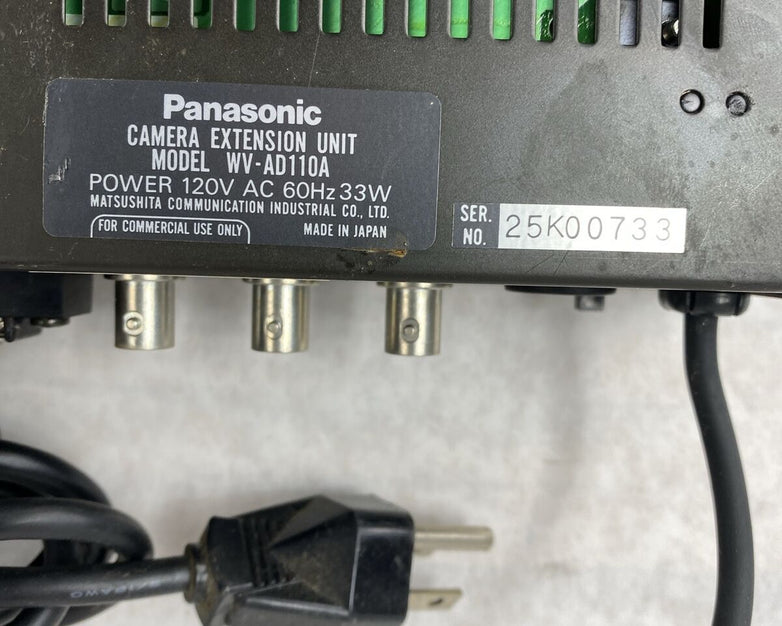 Panasonic
CAMERA EXTENSION UNIT
MODEL WV-AD110A
POWER 120V AC 60Hz 33W
MATSUSHITA COMMUNICATION INDUSTRIAL CO., LTD.
FOR COMMERCIAL USE ONLY MADE IN JAPAN
SER. NO. 25K00733